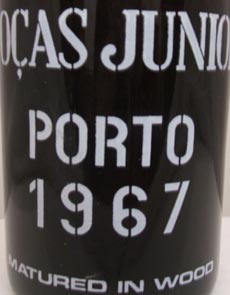 OÇAS JUNIO
PORTO
1967
MATURED IN WOOD